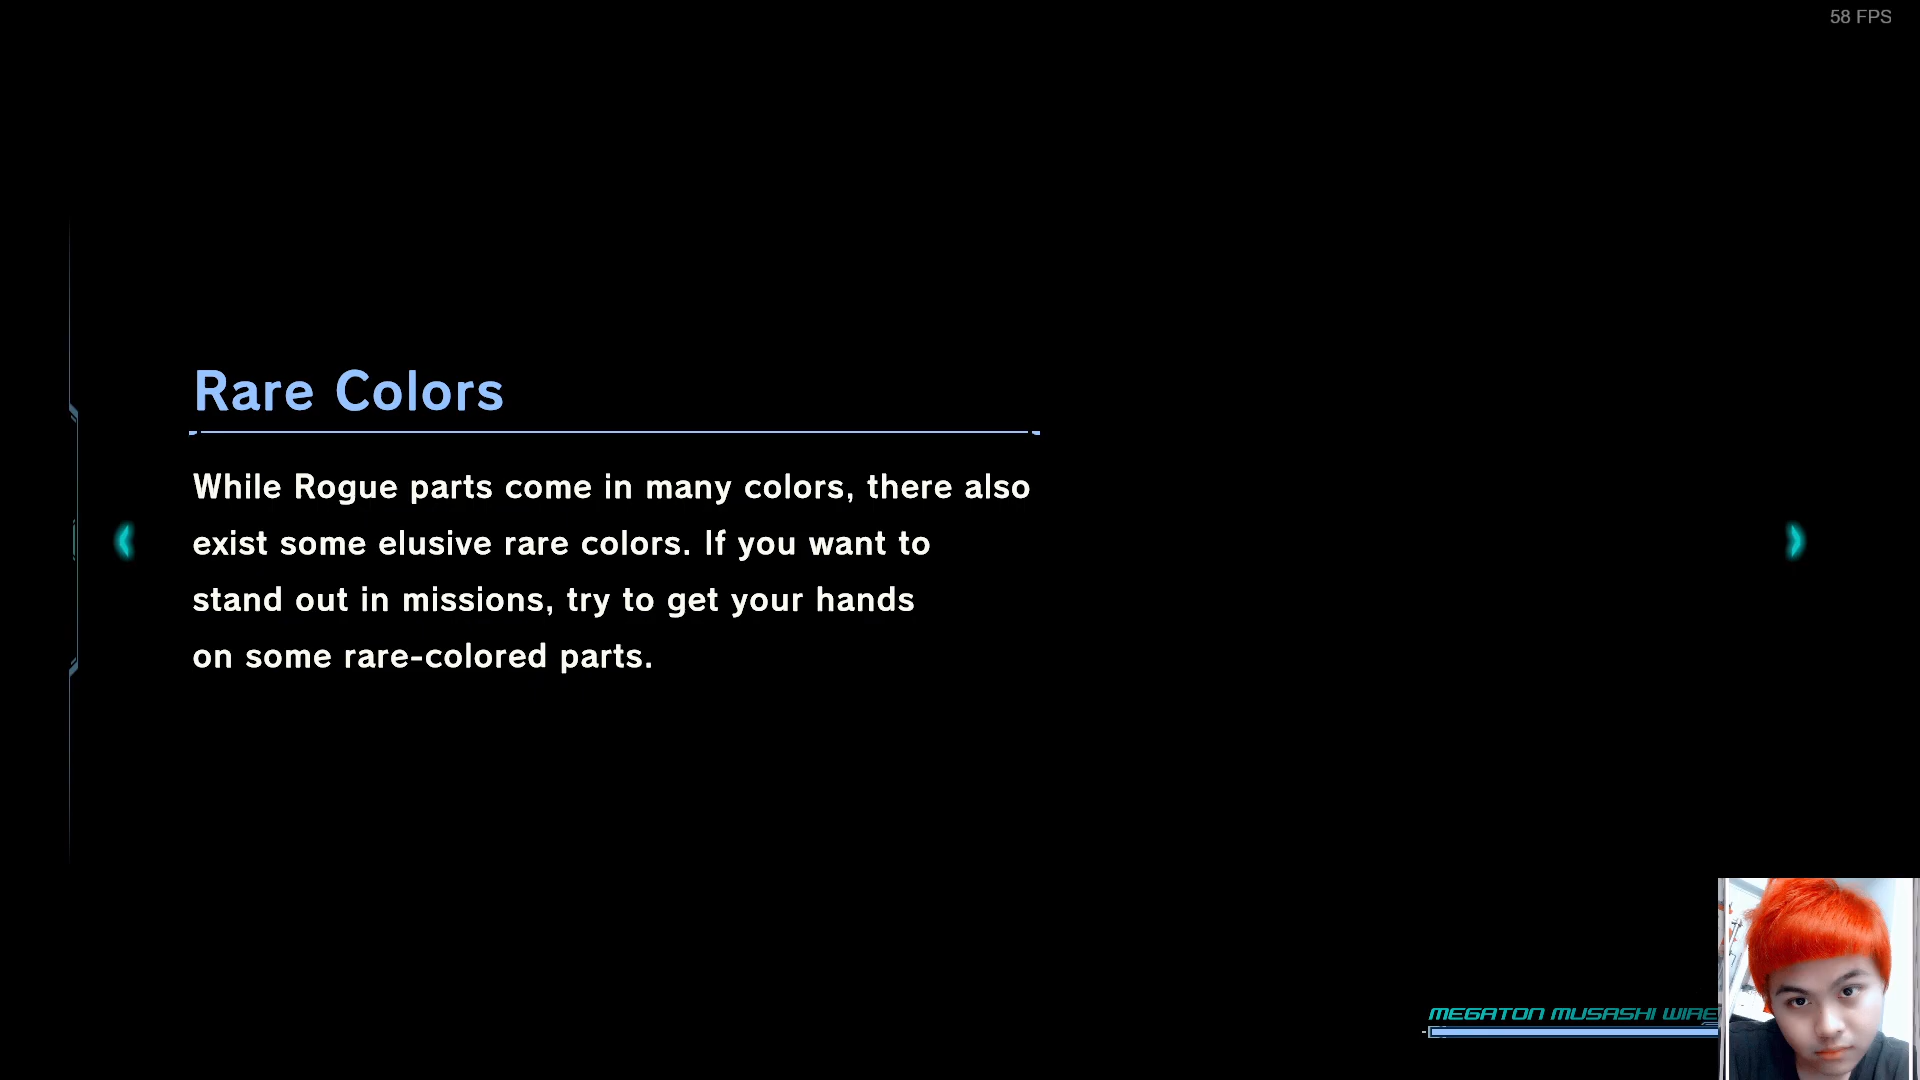 58 FPS
Rare Colors
While Rogue parts come in many colors, there also
exist some elusive rare colors. If you want to
stand out in missions, try to get your hands
on some rare-colored parts.
MEGATON MUSASHI WIRE